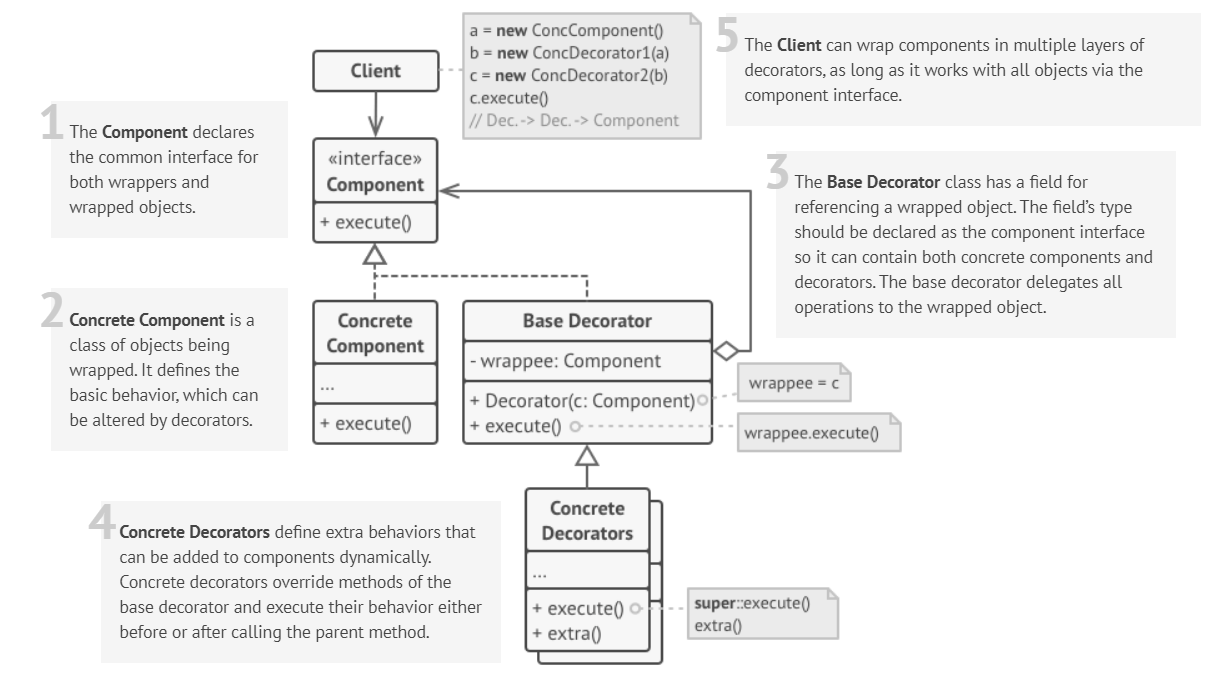 Client
a = new ConcComponent()
b = new ConcDecorator1(a)
c = new ConcDecorator2(b)
c.execute()
// Dec. -> Dec. -> Component
5
The Client can wrap components in multiple layers of
decorators, as long as it works with all objects via the
component interface.
1
The Component declares
the common interface for
both wrappers and
wrapped objects.
«interface»
Component
+ execute()
3
The Base Decorator class has a field for
referencing a wrapped object. The field’s type
should be declared as the component interface
so it can contain both concrete components and
decorators. The base decorator delegates all
operations to the wrapped object.
2
Concrete Component is a
class of objects being
wrapped. It defines the
basic behavior, which can
be altered by decorators.
Concrete
Component
...
+ execute()
Base Decorator
- wrappee: Component
+ Decorator(c: Component)
+ execute()
wrappee = c
wrappee.execute()
4
Concrete Decorators define extra behaviors that
can be added to components dynamically.
Concrete decorators override methods of the
base decorator and execute their behavior either
before or after calling the parent method.
Concrete
Decorators
...
+ execute()
+ extra()
super::execute()
extra()